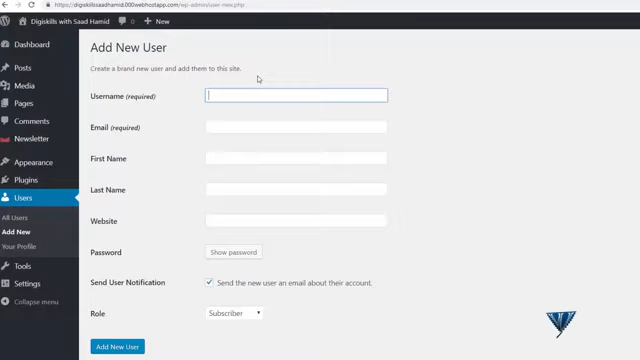 https://digiskillssaadhamid.000webhostapp.com/wp-admin/user-new.php
Digiskills with Saad Hamid 0 + New
Dashboard
Posts
Media
Pages
Comments
Newsletter
Appearance
Plugins
Users
All Users
Add New
Your Profile
Tools
Settings
Collapse menu
Add New User
Create a brand new user and add them to this site.
Username (required)
Email (required)
First Name
Last Name
Website
Password Show password
Send User Notification Send the new user an email about their account.
Role Subscriber
Add New User